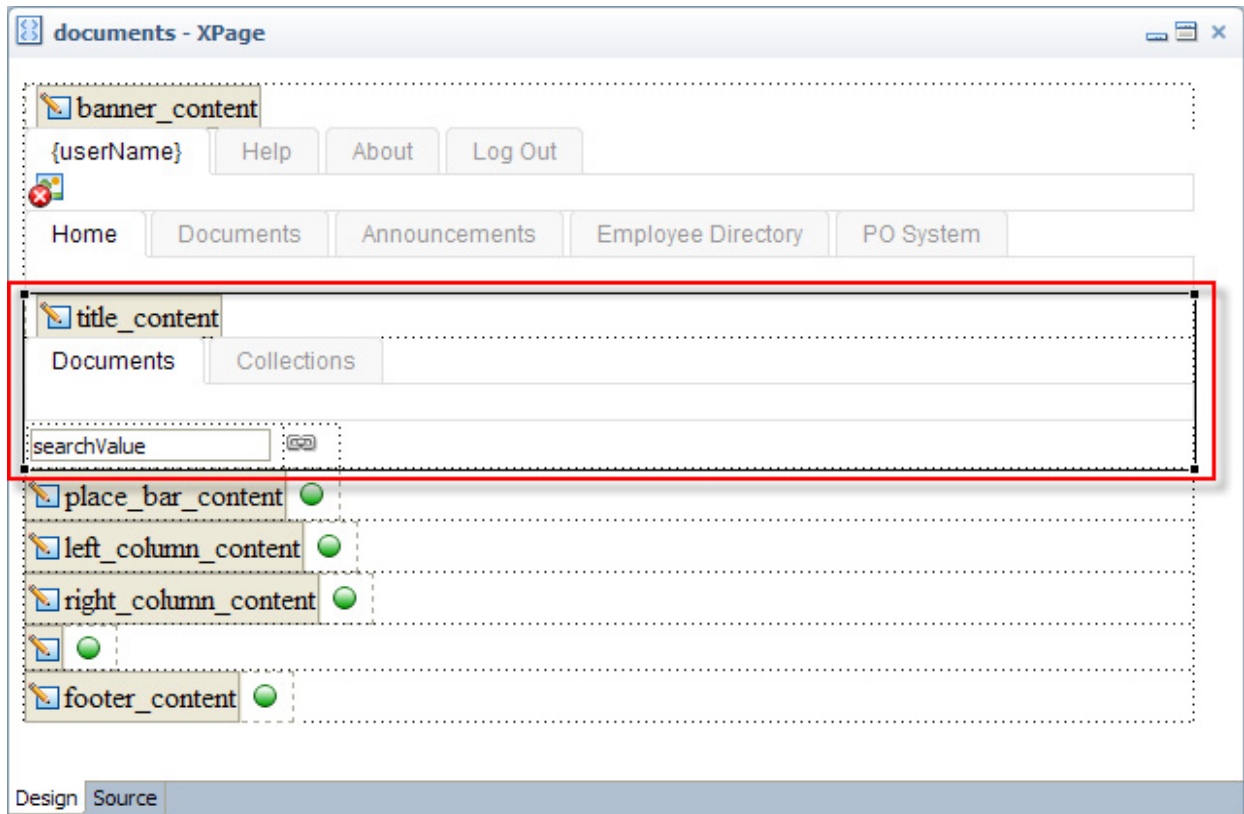 documents - XPage
banner_content
{userName} Help About Log Out
Home Documents Announcements Employee Directory PO System
title_content
Documents Collections
searchValue
place_bar_content
left_column_content
right_column_content
footer_content
Design Source